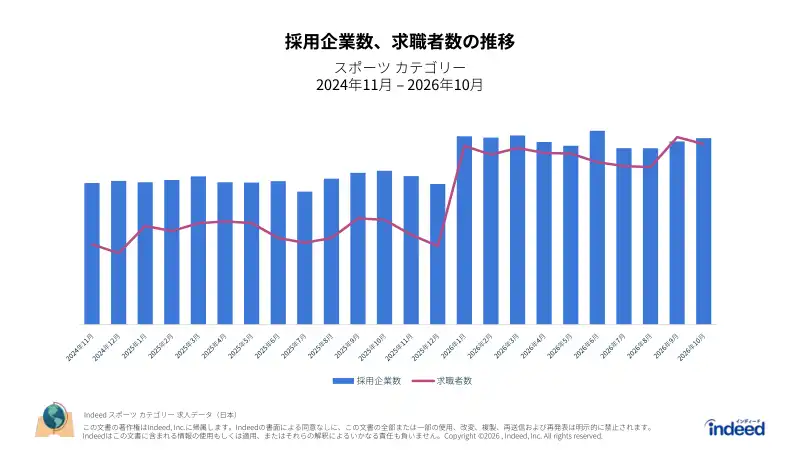 採用企業数、求職者数の推移
スポーツ カテゴリー
2024年11月 – 2026年10月
2024年11月
2024年12月
2025年1月
2025年2月
2025年3月
2025年4月
2025年5月
2025年6月
2025年7月
2025年8月
2025年9月
2025年10月
2025年11月
2025年12月
2026年1月
2026年2月
2026年3月
2026年4月
2026年5月
2026年6月
2026年7月
2026年8月
2026年9月
2026年10月
採用企業数
求職者数
Indeed スポーツ カテゴリー 求人データ（日本）
この文書の著作権はIndeed, Inc.に帰属します。Indeedの書面による同意なしに、この文書の全部または一部の使用、改変、複製、再送信および再発表は明示的に禁止されます。
Indeedはこの文書に含まれる情報の使用もしくは適用、またはそれらの解釈によるいかなる責任も負いません。Copyright ©2026 , Indeed, Inc. All rights reserved.
インディード
indeed